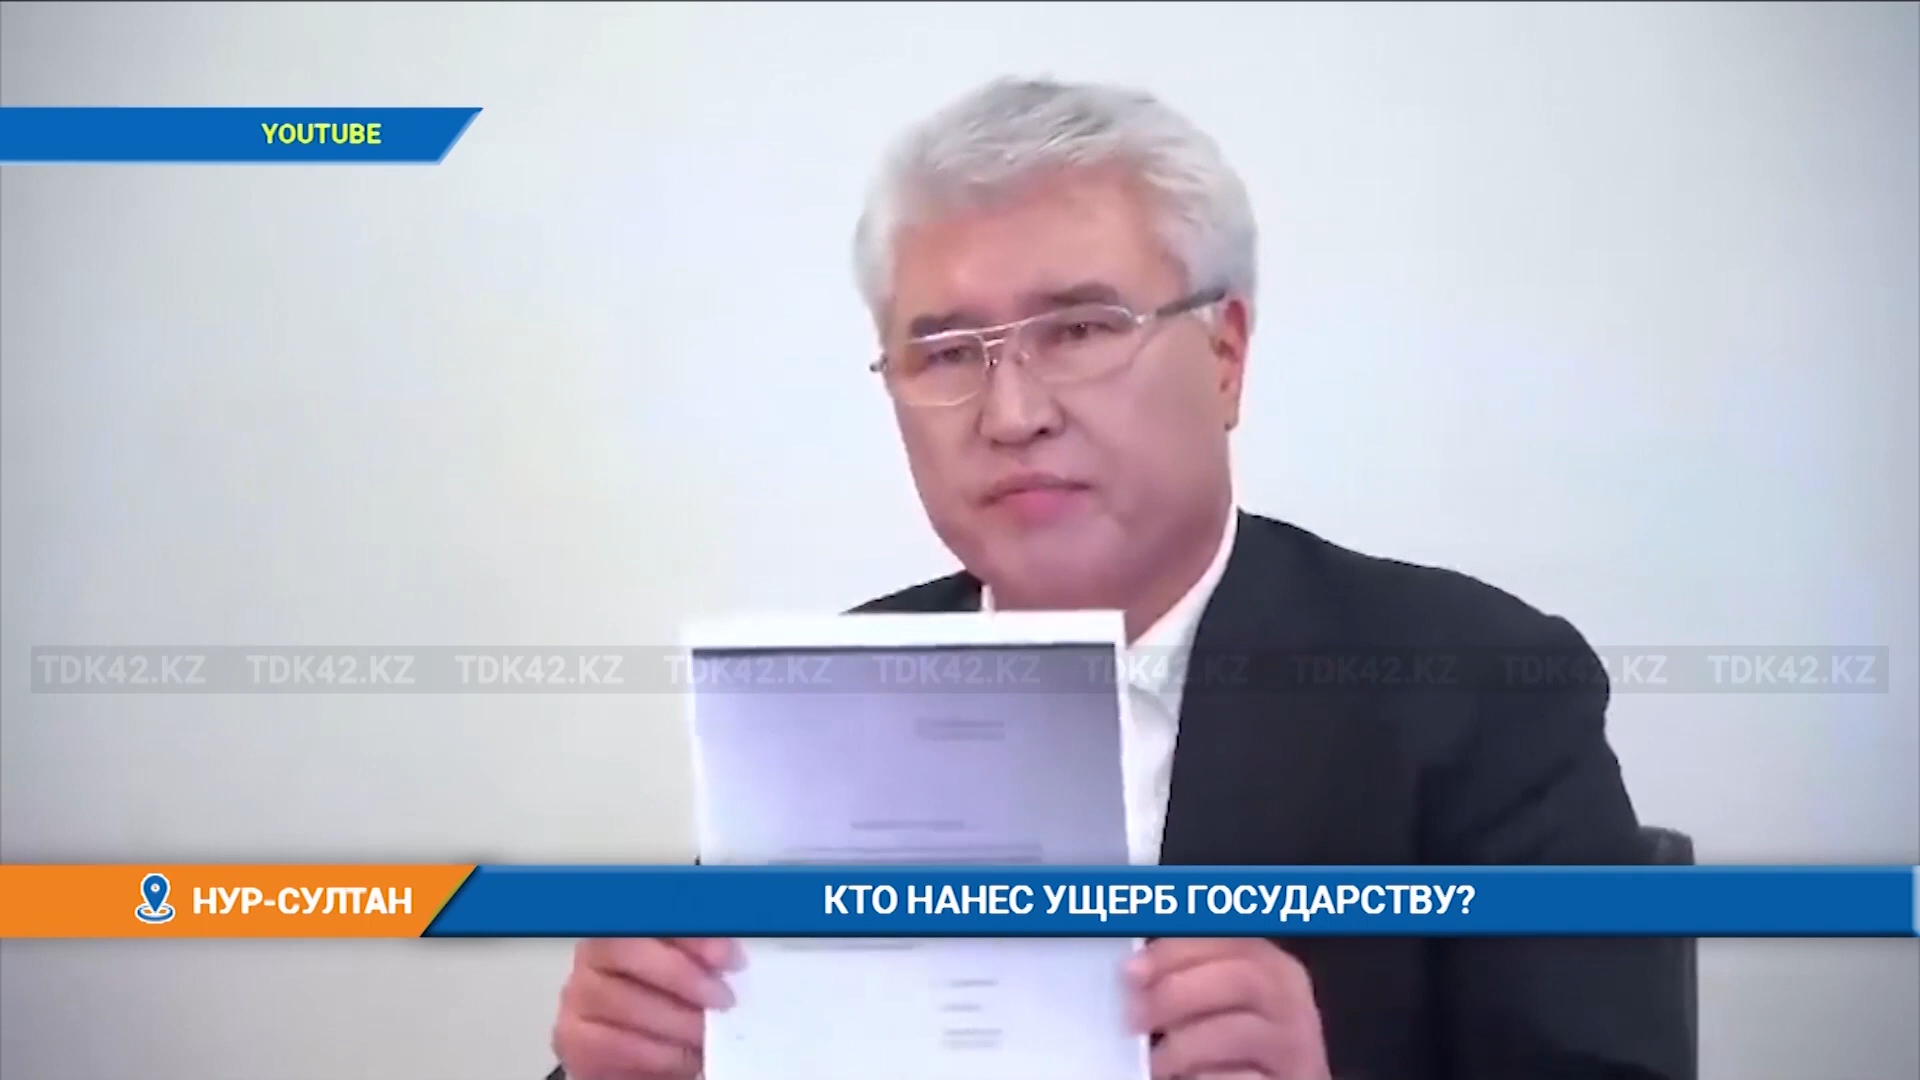 YOUTUBE
TDK42.KZ TDK42.KZ TDK42.KZ TDK42.KZ TDK42.KZ TDK42.KZ TDK42.KZ TDK42.KZ TDK42.KZ
НУР-СУЛТАН
КТО НАНЕС УЩЕРБ ГОСУДАРСТВУ?